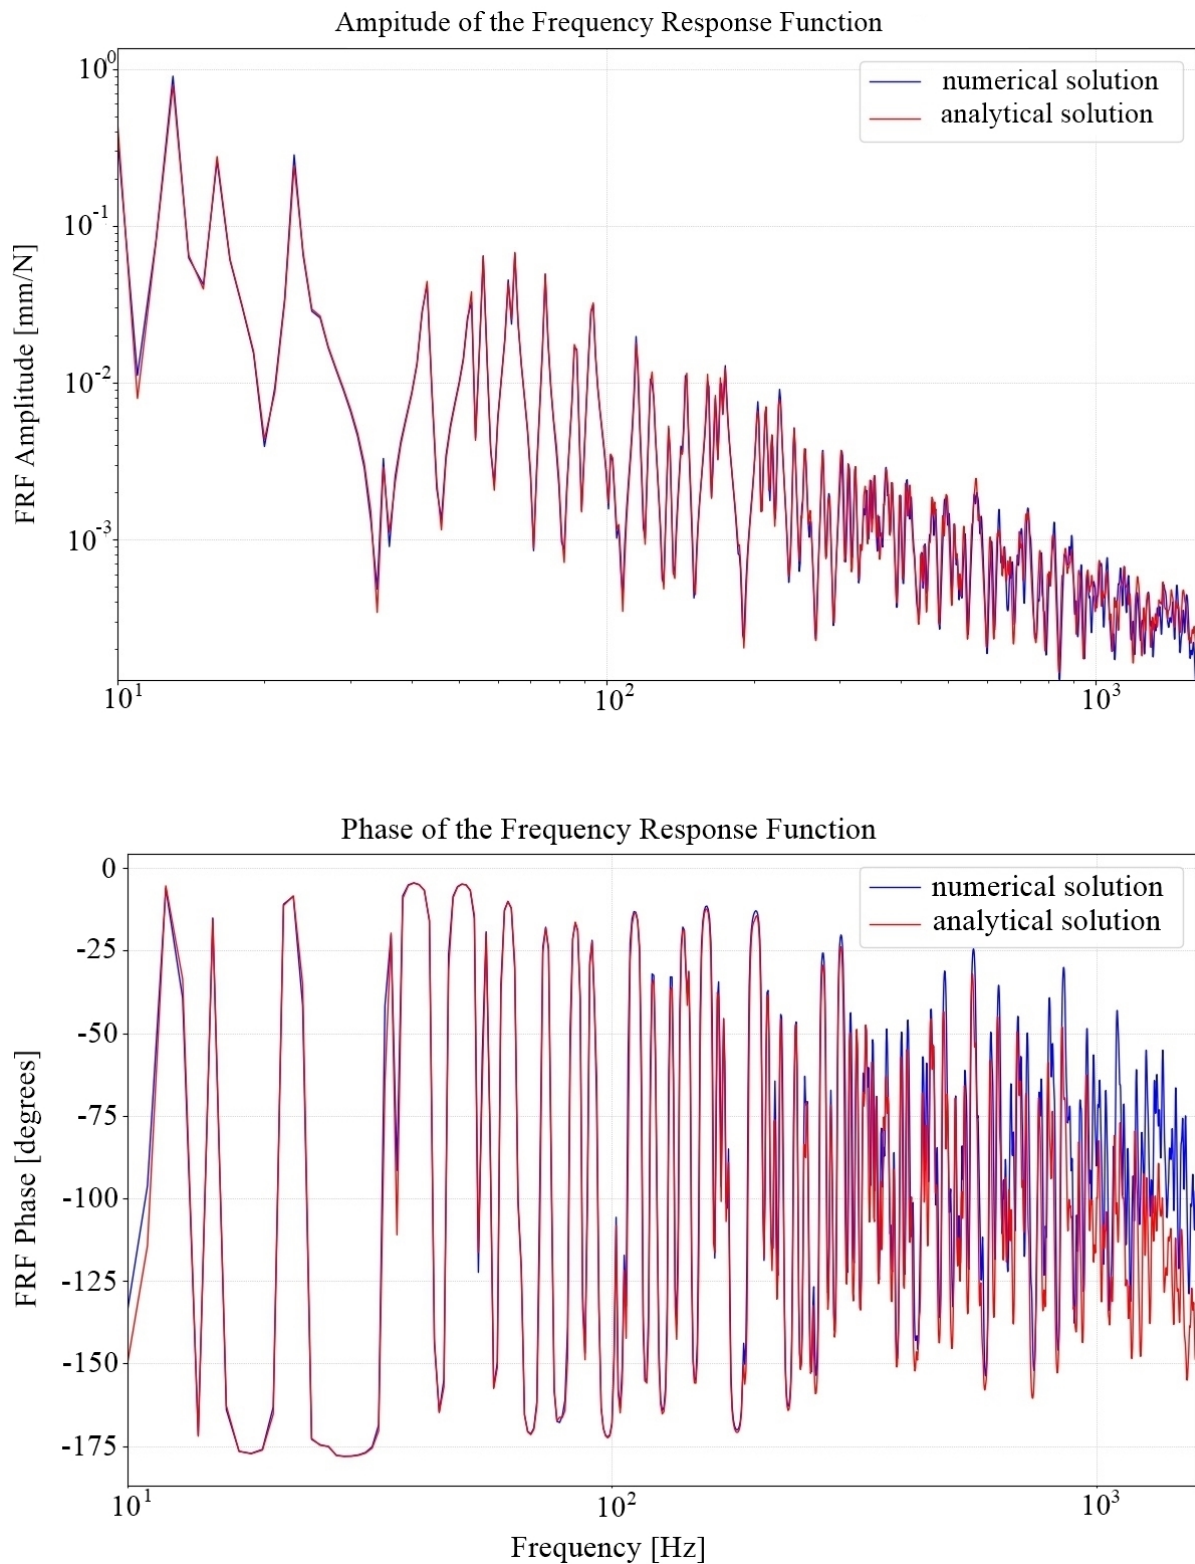 Ampitude of the Frequency Response Function
numerical solution
analytical solution
FRF Amplitude [mm/N]
10^0
10^-1
10^-2
10^-3
10^1
10^2
10^3
Phase of the Frequency Response Function
numerical solution
analytical solution
FRF Phase [degrees]
0
-25
-50
-75
-100
-125
-150
-175
10^1
10^2
10^3
Frequency [Hz]